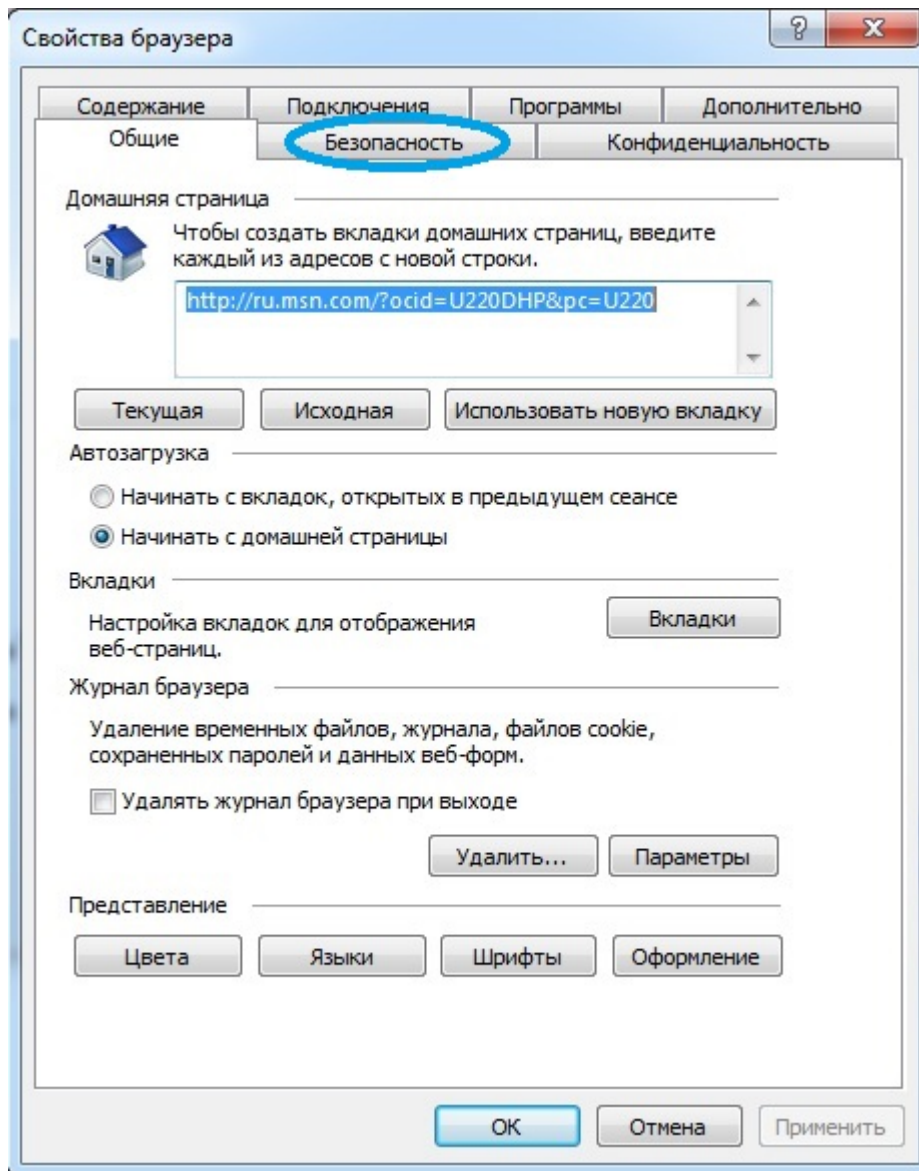 Свойства браузера
Содержание Подключения Программы Дополнительно
Общие Безопасность Конфиденциальность
Домашняя страница
Чтобы создать вкладки домашних страниц, введите
каждый из адресов с новой строки.
http://ru.msn.com/?ocid=U220DHP&pc=U220
Текущая Исходная Использовать новую вкладку
Автозагрузка
Начинать с вкладок, открытых в предыдущем сеансе
Начинать с домашней страницы
Вкладки
Настройка вкладок для отображения
веб-страниц.
Вкладки
Журнал браузера
Удаление временных файлов, журнала, файлов cookie,
сохраненных паролей и данных веб-форм.
Удалять журнал браузера при выходе
Удалить... Параметры
Представление
Цвета Языки Шрифты Оформление
ОК Отмена Применить